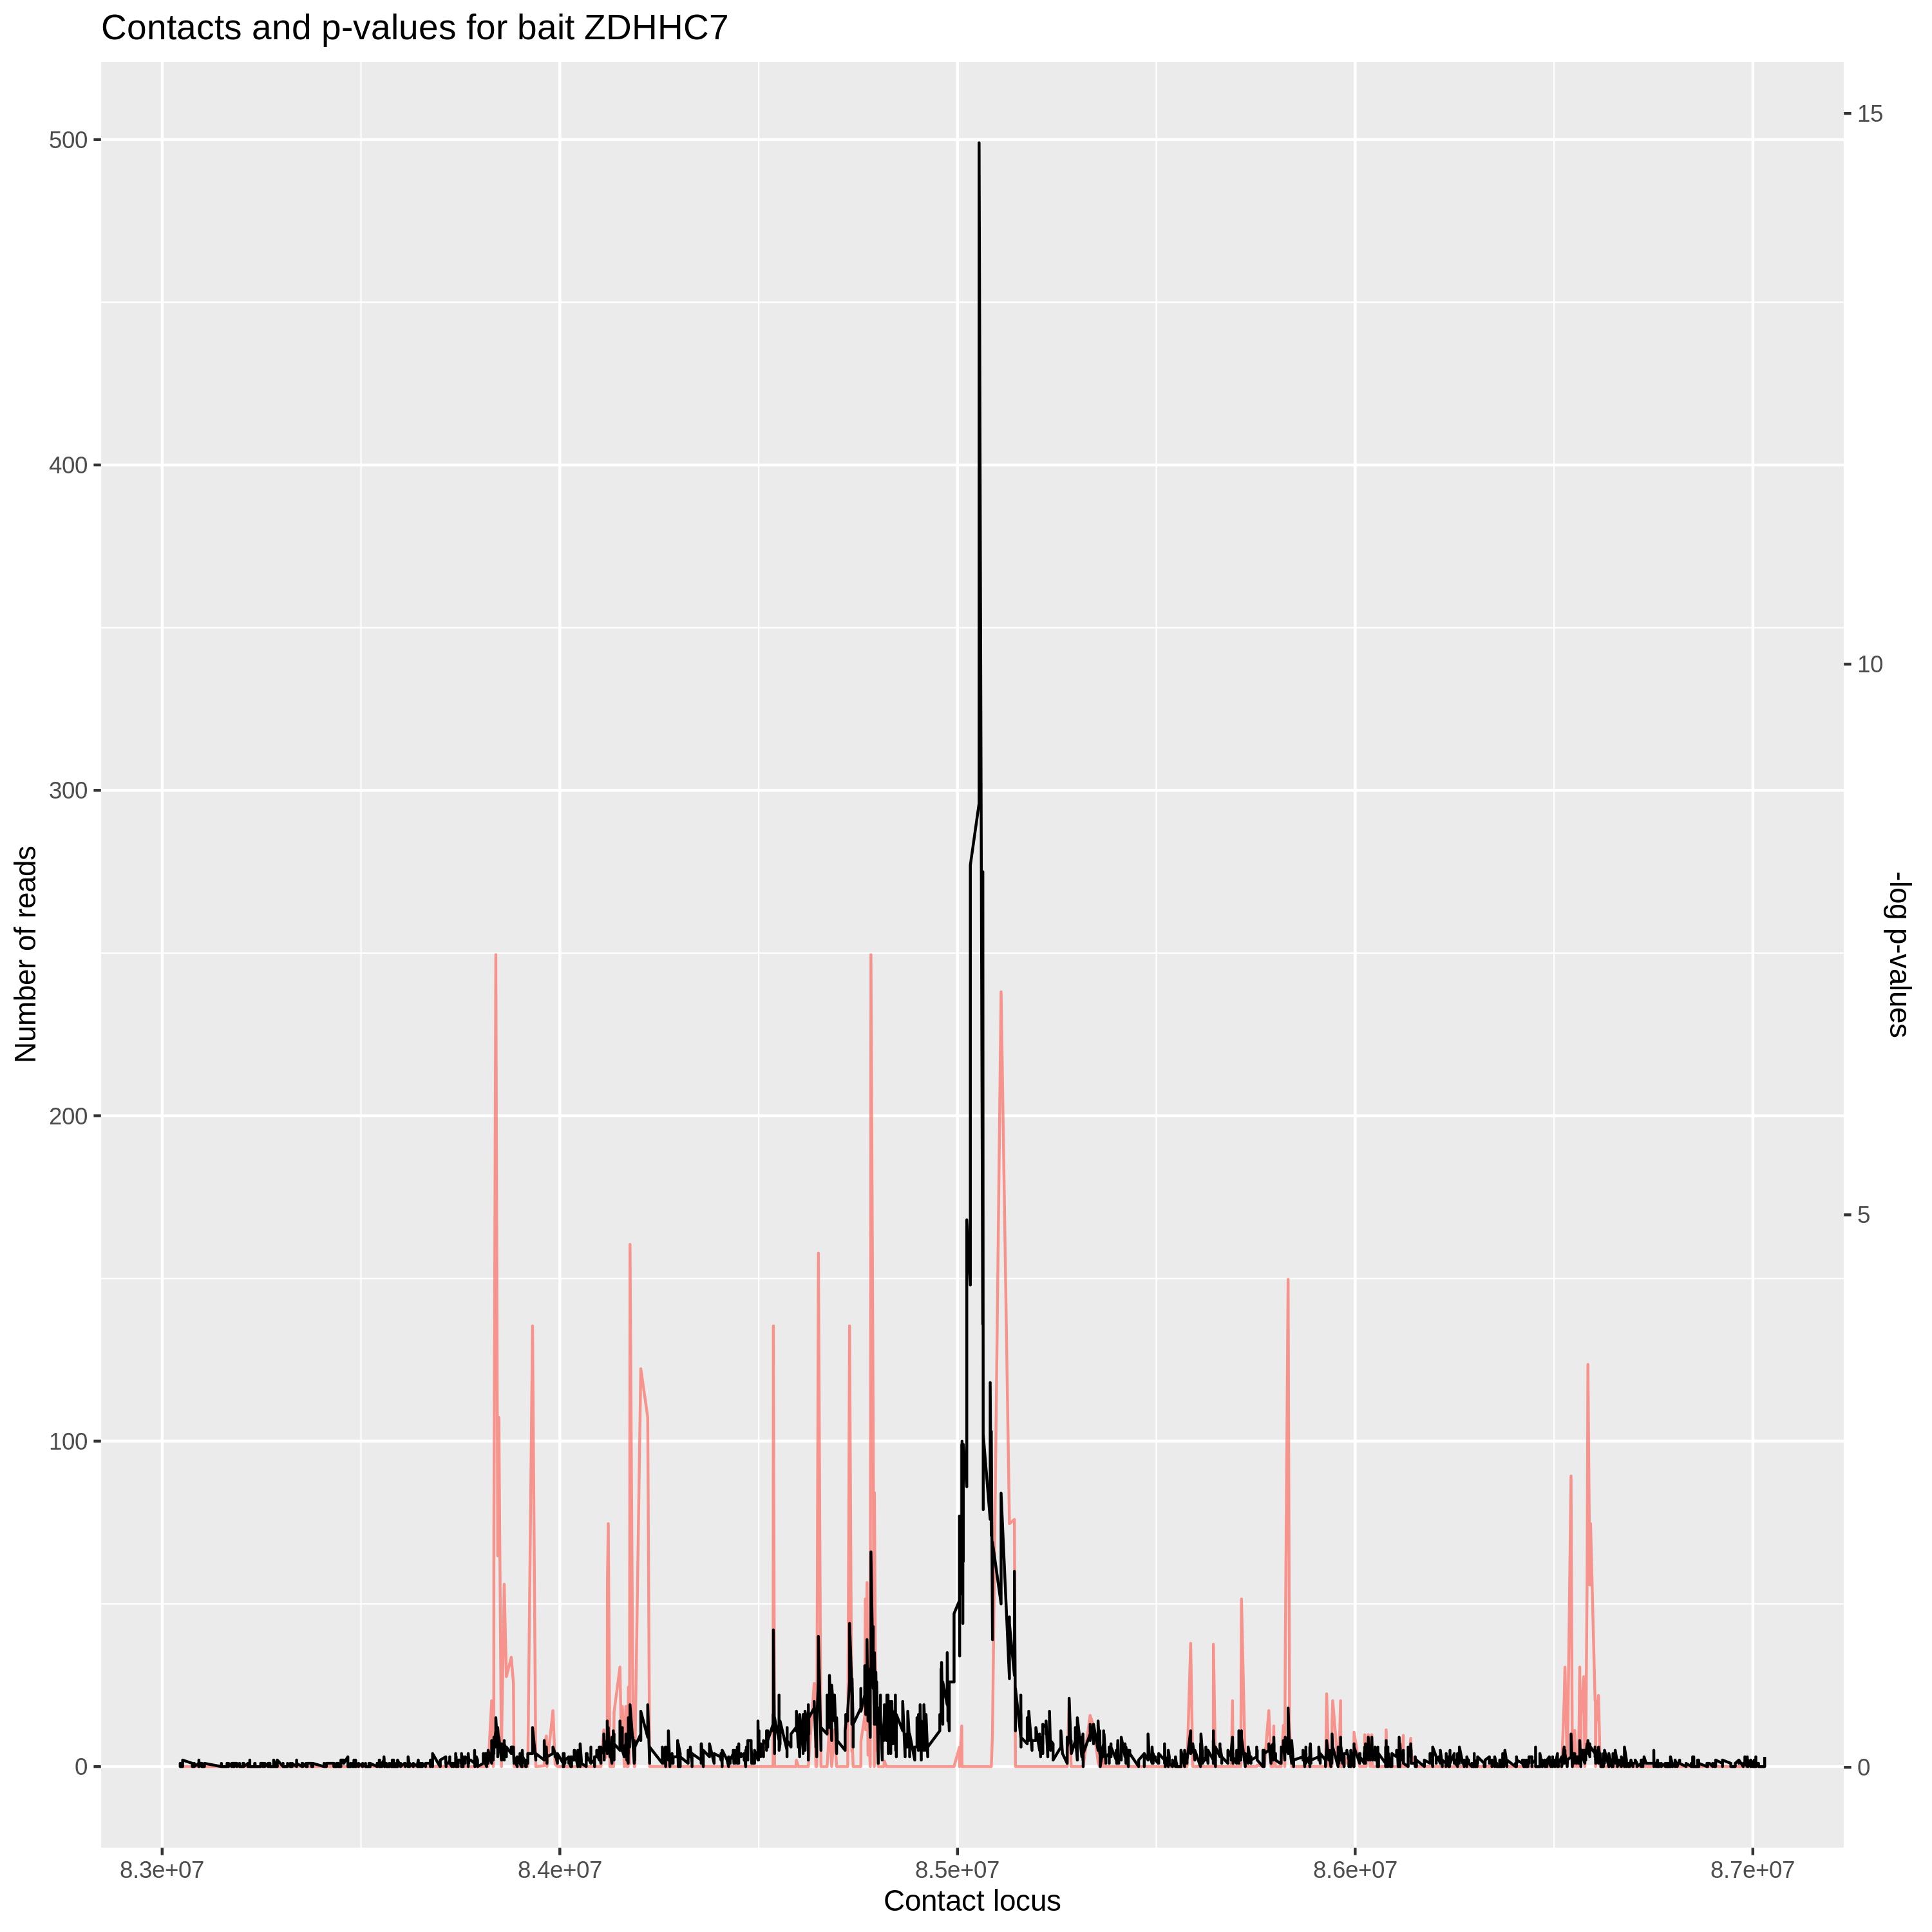 Contacts and p-values for bait ZDHHC7
500
400
300
200
100
0
Number of reads
15
10
5
0
-log p-values
8.3e+07 8.4e+07 8.5e+07 8.6e+07 8.7e+07
Contact locus